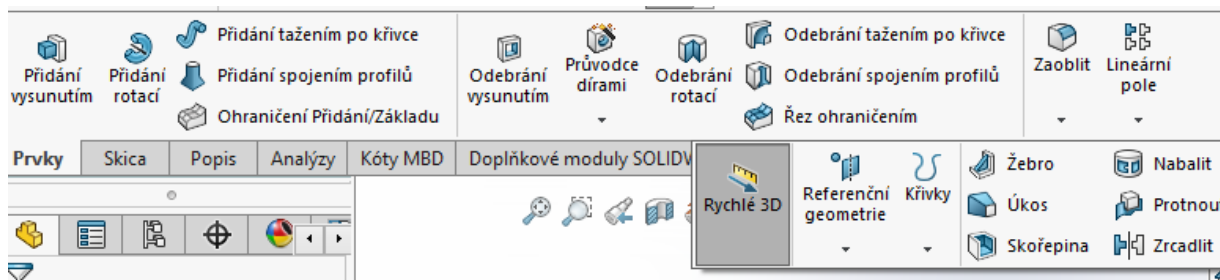 Přidání
vysunutím
Přidání
rotací
Přidání tažením po křivce
Přidání spojením profilů
Ohraničení Přidání/Základu
Odebrání
vysunutím
Průvodce
dírami
Odebrání
rotací
Odebrání tažením po křivce
Odebrání spojením profilů
Řez ohraničením
Zaoblit
Lineární
pole
Prvky
Skica
Popis
Analýzy
Kóty MBD
Doplňkové moduly
Rychlé 3D
Referenční
geometrie
Křivky
Žebro
Úkos
Skořepina
Nabalit
Zrcadlit